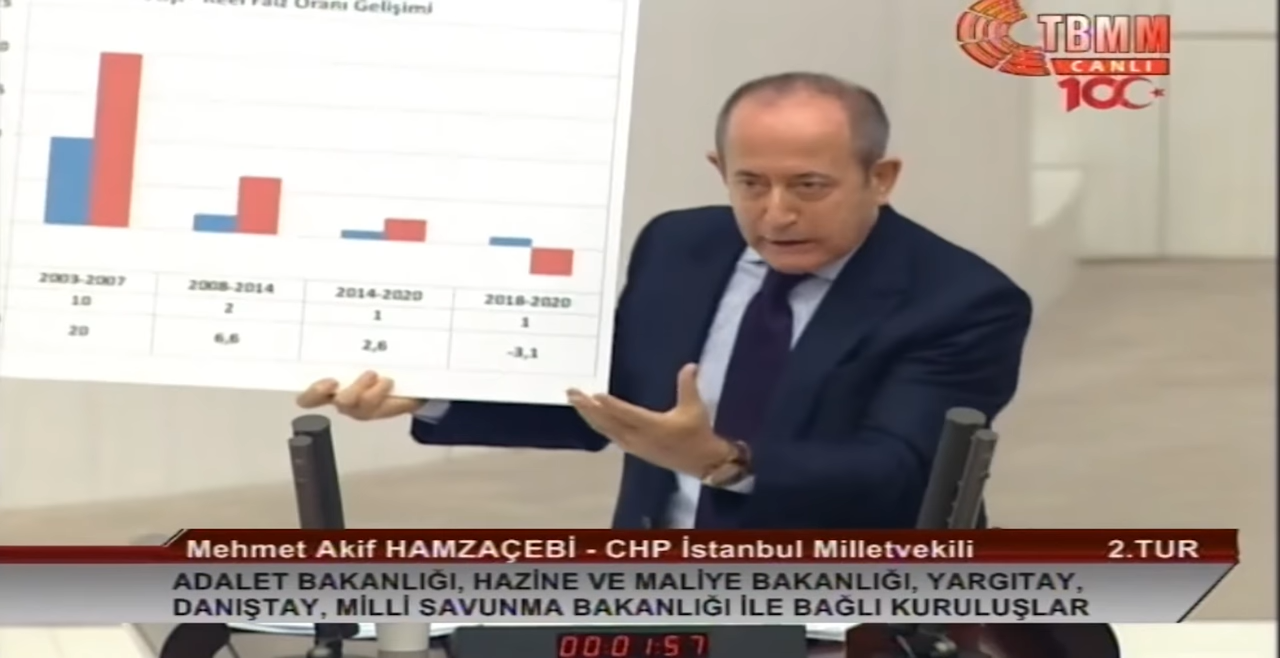 Reel Faiz Oranı Gelişimi
TBMM
CANLI
100
2003-2007 2008-2014 2014-2020 2018-2020
10 2 1 1
20 6,6 2,6 -3,1
Mehmet Akif HAMZAÇEBİ - CHP İstanbul Milletvekili 2.TUR
ADALET BAKANLIĞI, HAZİNE VE MALİYE BAKANLIĞI, YARGITAY,
DANIŞTAY, MİLLİ SAVUNMA BAKANLIĞI İLE BAĞLI KURULUŞLAR
00:01:57